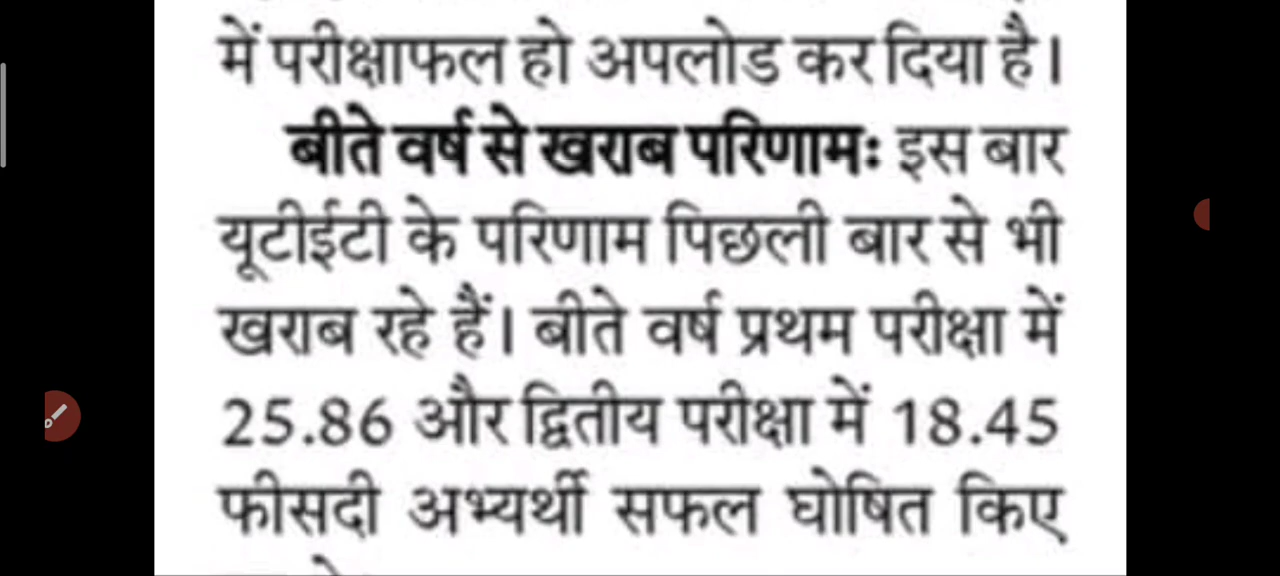 में परीक्षाफल हो अपलोड कर दिया है।
बीते वर्ष से खराब परिणामः इस बार
यूटीईटी के परिणाम पिछली बार से भी
खराब रहे हैं। बीते वर्ष प्रथम परीक्षा में
25.86 और द्वितीय परीक्षा में 18.45
फीसदी अभ्यर्थी सफल घोषित किए